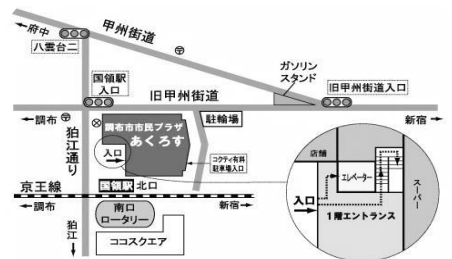 甲州街道
←府中
八雲台二
ガソリン
スタンド
国領駅
入口
旧甲州街道
旧甲州街道入口
←調布
新宿→
狛江通り
調布市市民プラザ
あくろす
入口
駐輪場
コクティ有料
駐車場入口
京王線
国領駅 北口
←調布
新宿→
南口
ロータリー
ココスクエア
狛江
店舗
エレベーター
スーパー
入口
1階エントランス